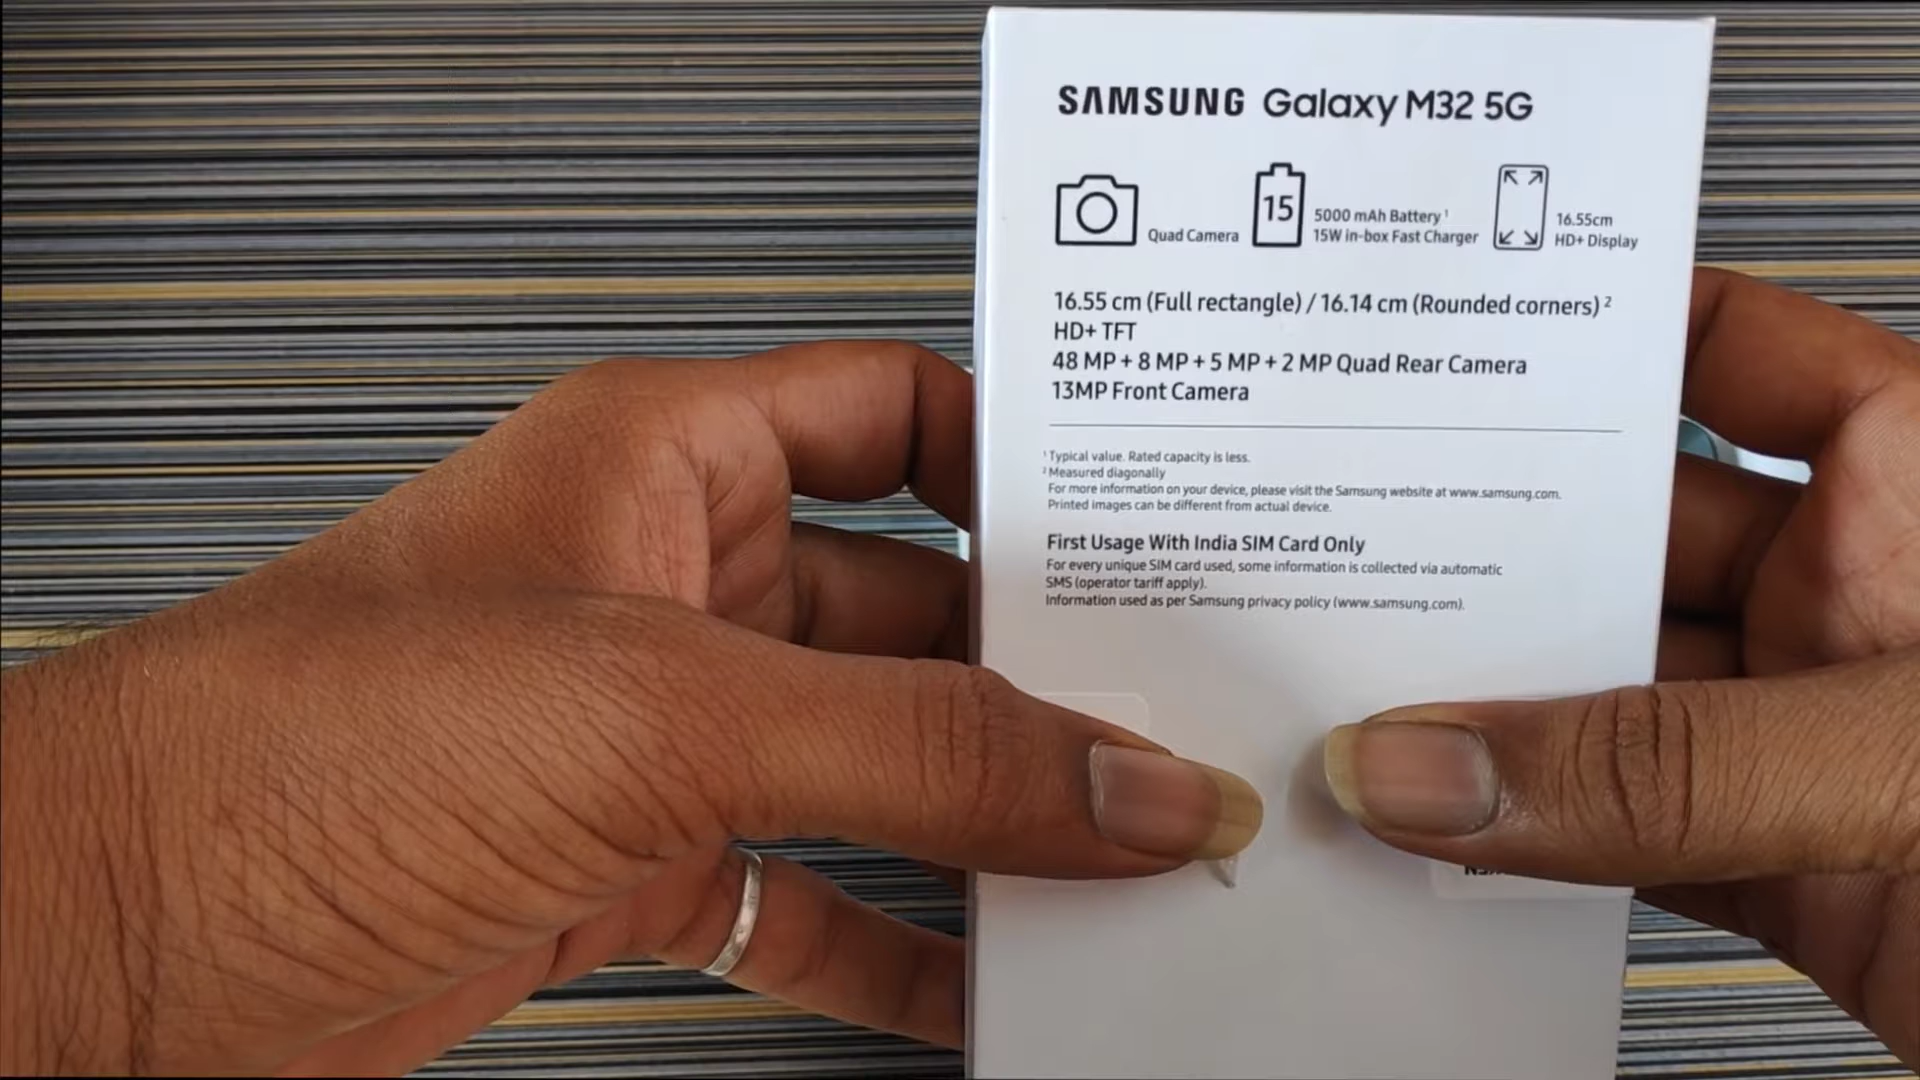 SAMSUNG Galaxy M32 5G
Quad Camera
15
5000 mAh Battery ¹
15W in-box Fast Charger
16.55cm
HD+ Display
16.55 cm (Full rectangle) / 16.14 cm (Rounded corners) ²
HD+ TFT
48 MP + 8 MP + 5 MP + 2 MP Quad Rear Camera
13MP Front Camera
¹ Typical value. Rated capacity is less.
² Measured diagonally
For more information on your device, please visit the Samsung website at www.samsung.com.
Printed images can be different from actual device.
First Usage With India SIM Card Only
For every unique SIM card used, some information is collected via automatic
SMS (operator tariff apply).
Information used as per Samsung privacy policy (www.samsung.com).